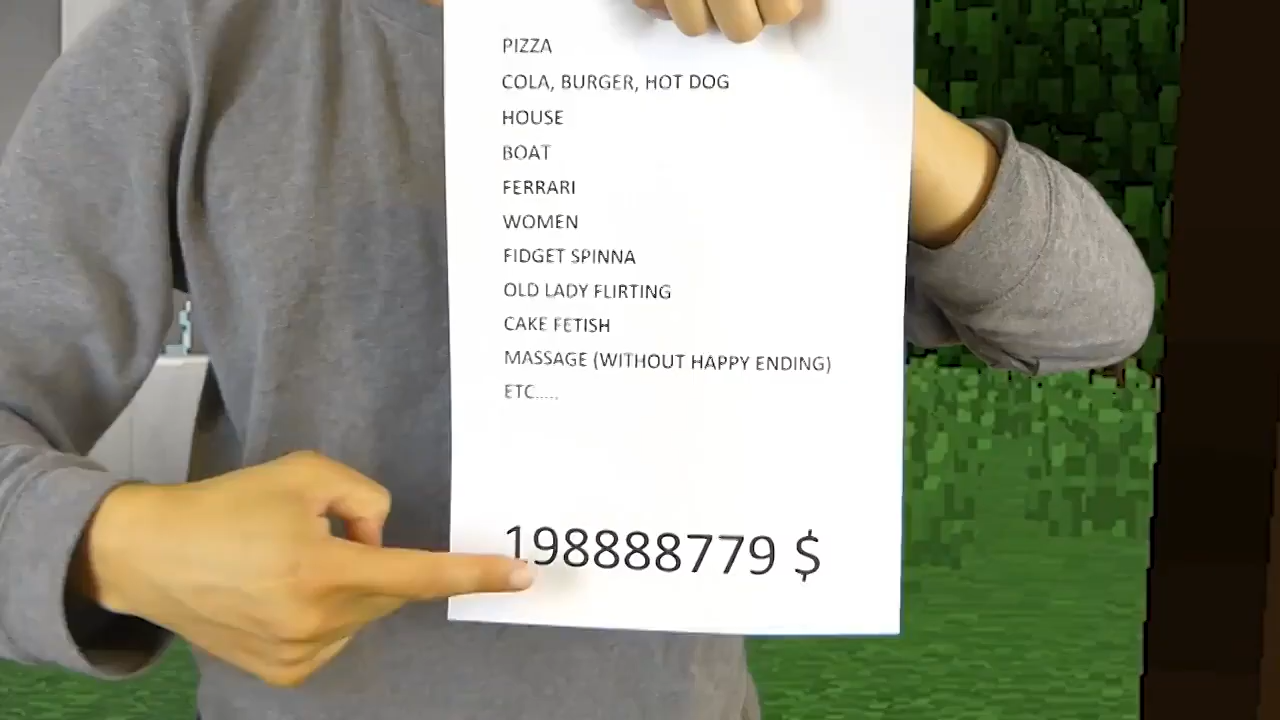 PIZZA
COLA, BURGER, HOT DOG
HOUSE
BOAT
FERRARI
WOMEN
FIDGET SPINNA
OLD LADY FLIRTING
CAKE FETISH
MASSAGE (WITHOUT HAPPY ENDING)
ETC.....
198888779 $